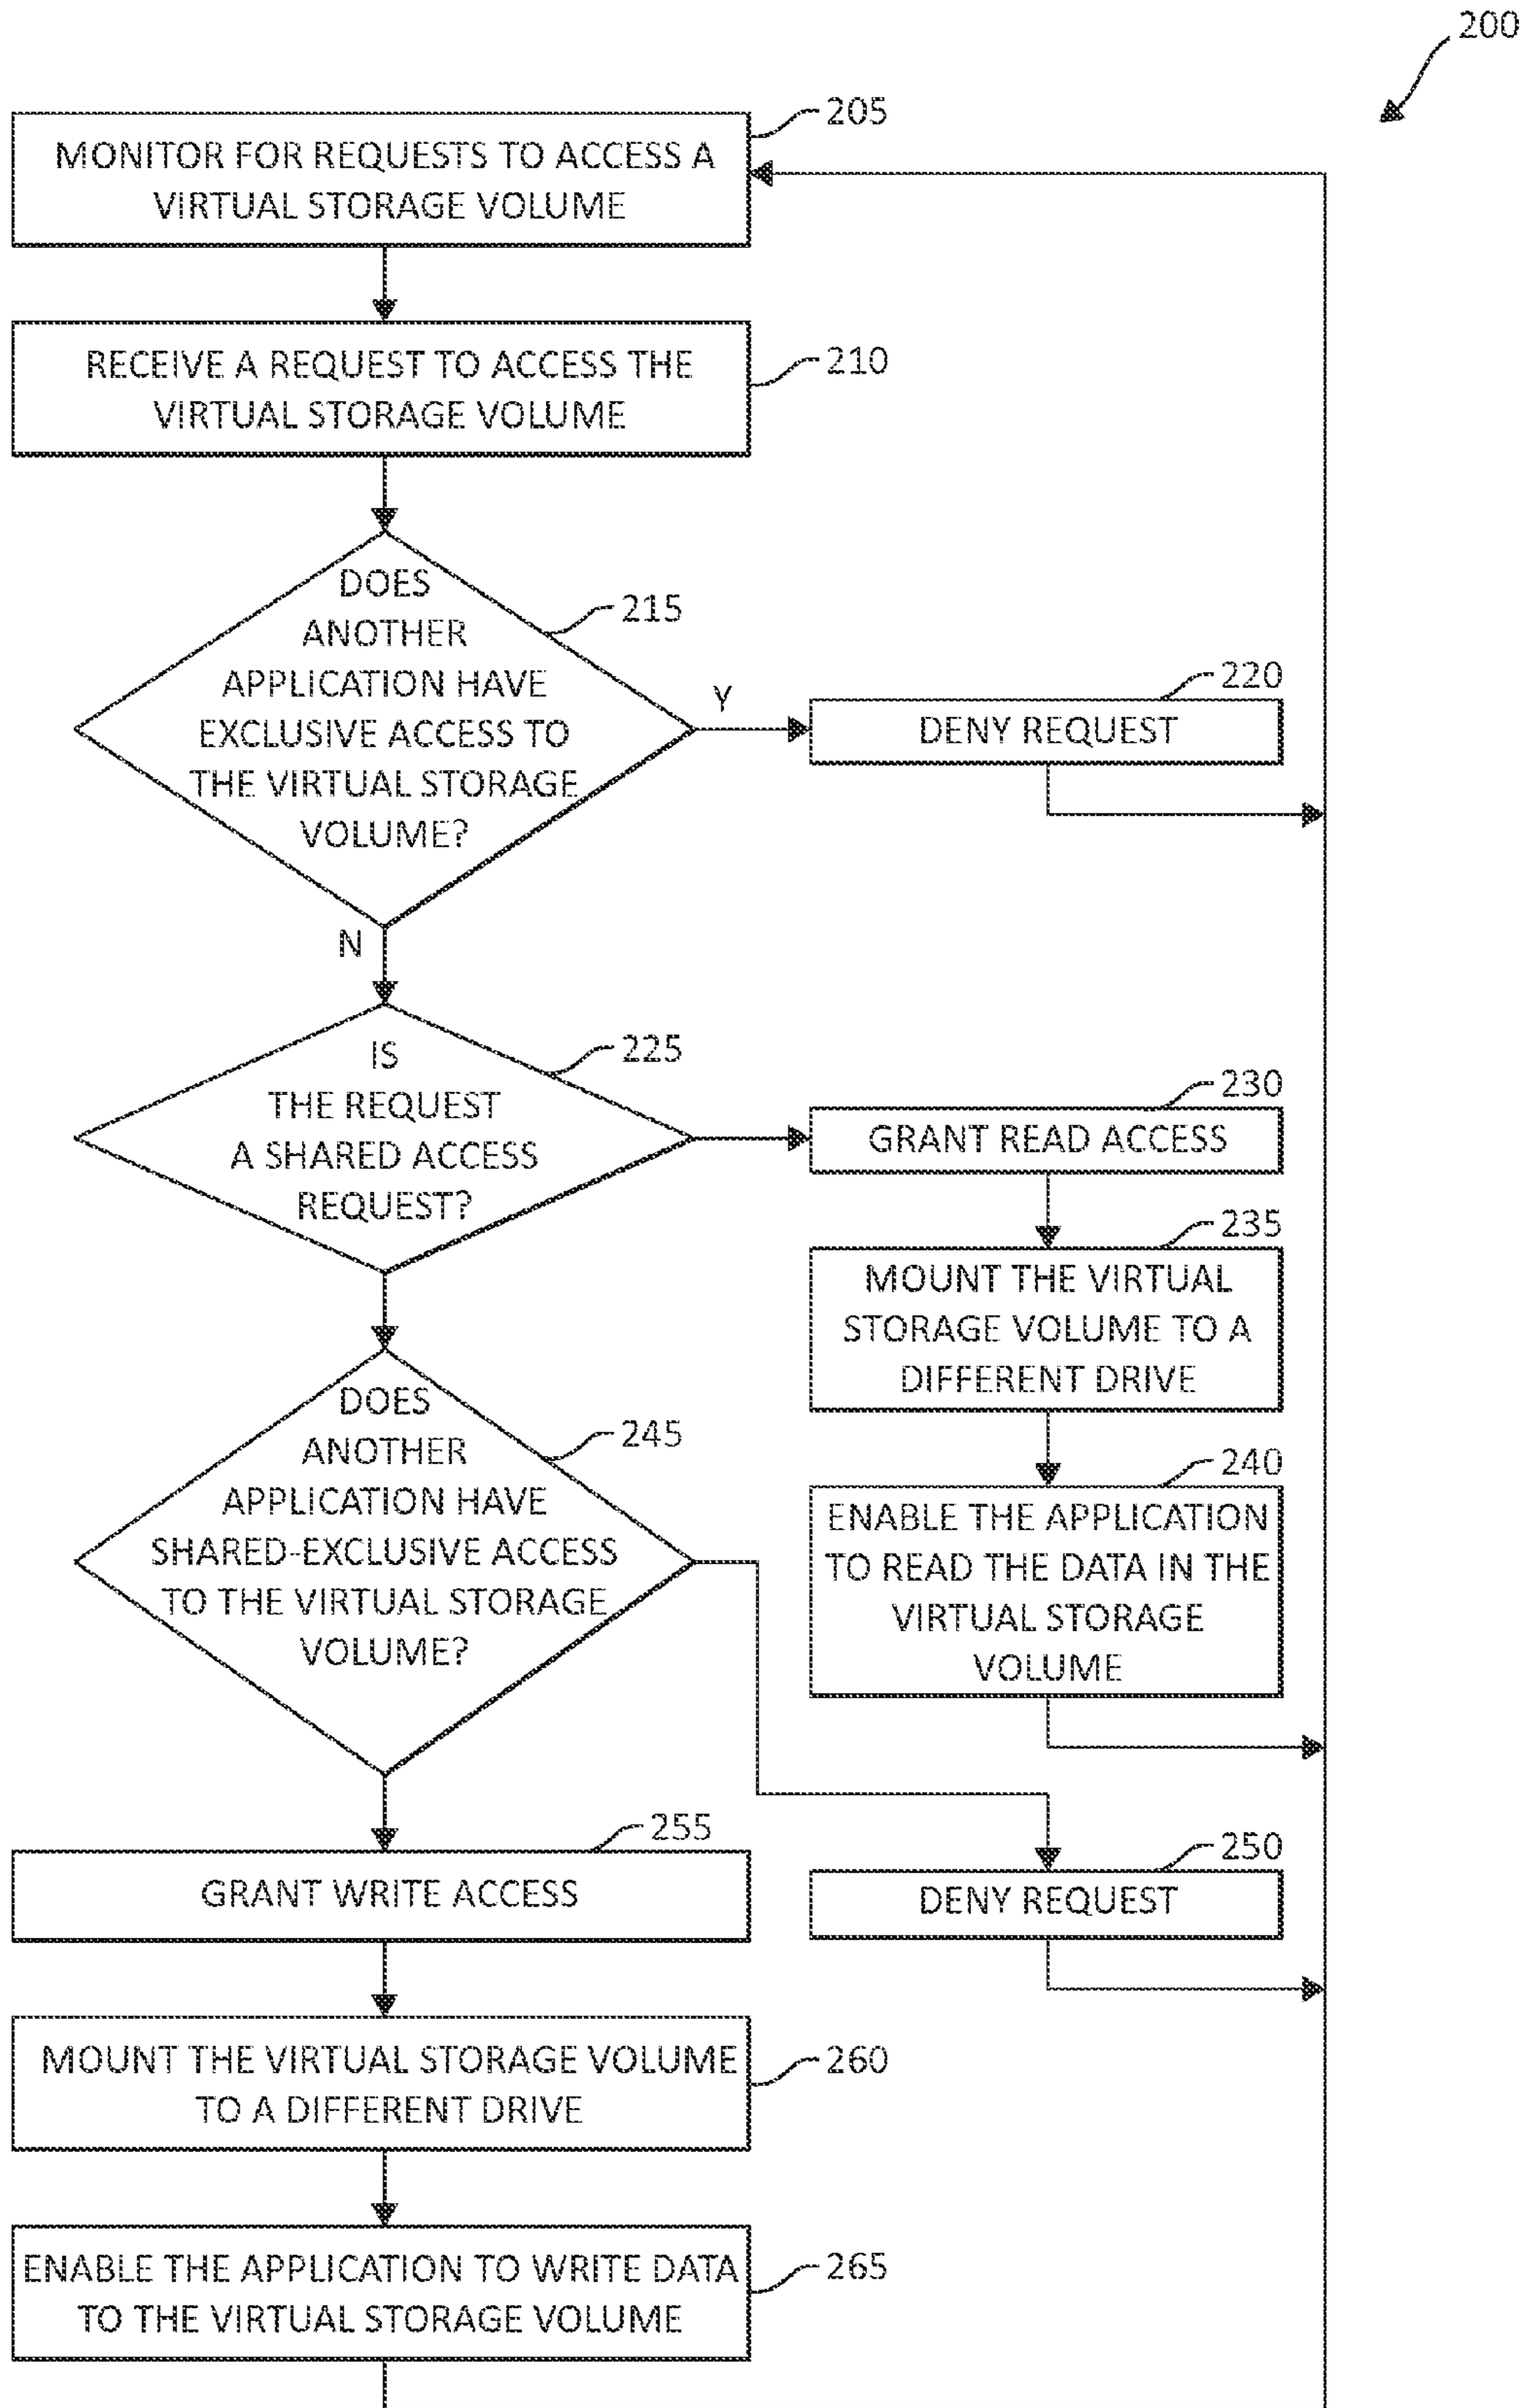 200
205
MONITOR FOR REQUESTS TO ACCESS A
VIRTUAL STORAGE VOLUME
210
RECEIVE A REQUEST TO ACCESS THE
VIRTUAL STORAGE VOLUME
215
DOES
ANOTHER
APPLICATION HAVE
EXCLUSIVE ACCESS TO
THE VIRTUAL STORAGE
VOLUME?
Y
220
DENY REQUEST
N
225
IS
THE REQUEST
A SHARED ACCESS
REQUEST?
230
GRANT READ ACCESS
235
MOUNT THE VIRTUAL
STORAGE VOLUME TO A
DIFFERENT DRIVE
240
ENABLE THE APPLICATION
TO READ THE DATA IN THE
VIRTUAL STORAGE
VOLUME
245
DOES
ANOTHER
APPLICATION HAVE
SHARED-EXCLUSIVE ACCESS
TO THE VIRTUAL STORAGE
VOLUME?
250
DENY REQUEST
255
GRANT WRITE ACCESS
260
MOUNT THE VIRTUAL STORAGE VOLUME
TO A DIFFERENT DRIVE
265
ENABLE THE APPLICATION TO WRITE DATA
TO THE VIRTUAL STORAGE VOLUME